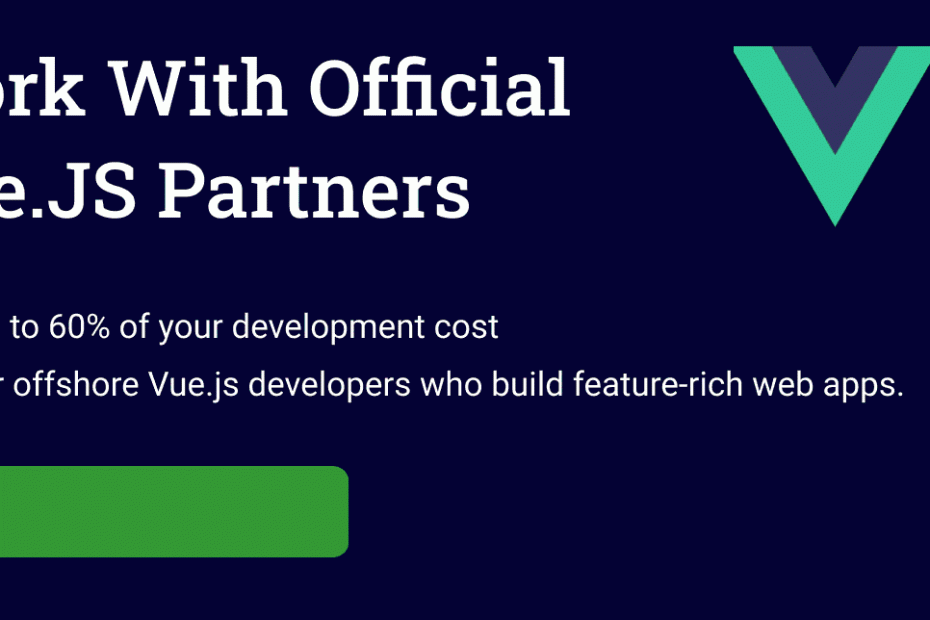 ork With Official
e.JS Partners
to 60% of your development cost
r offshore Vue.js developers who build feature-rich web apps.